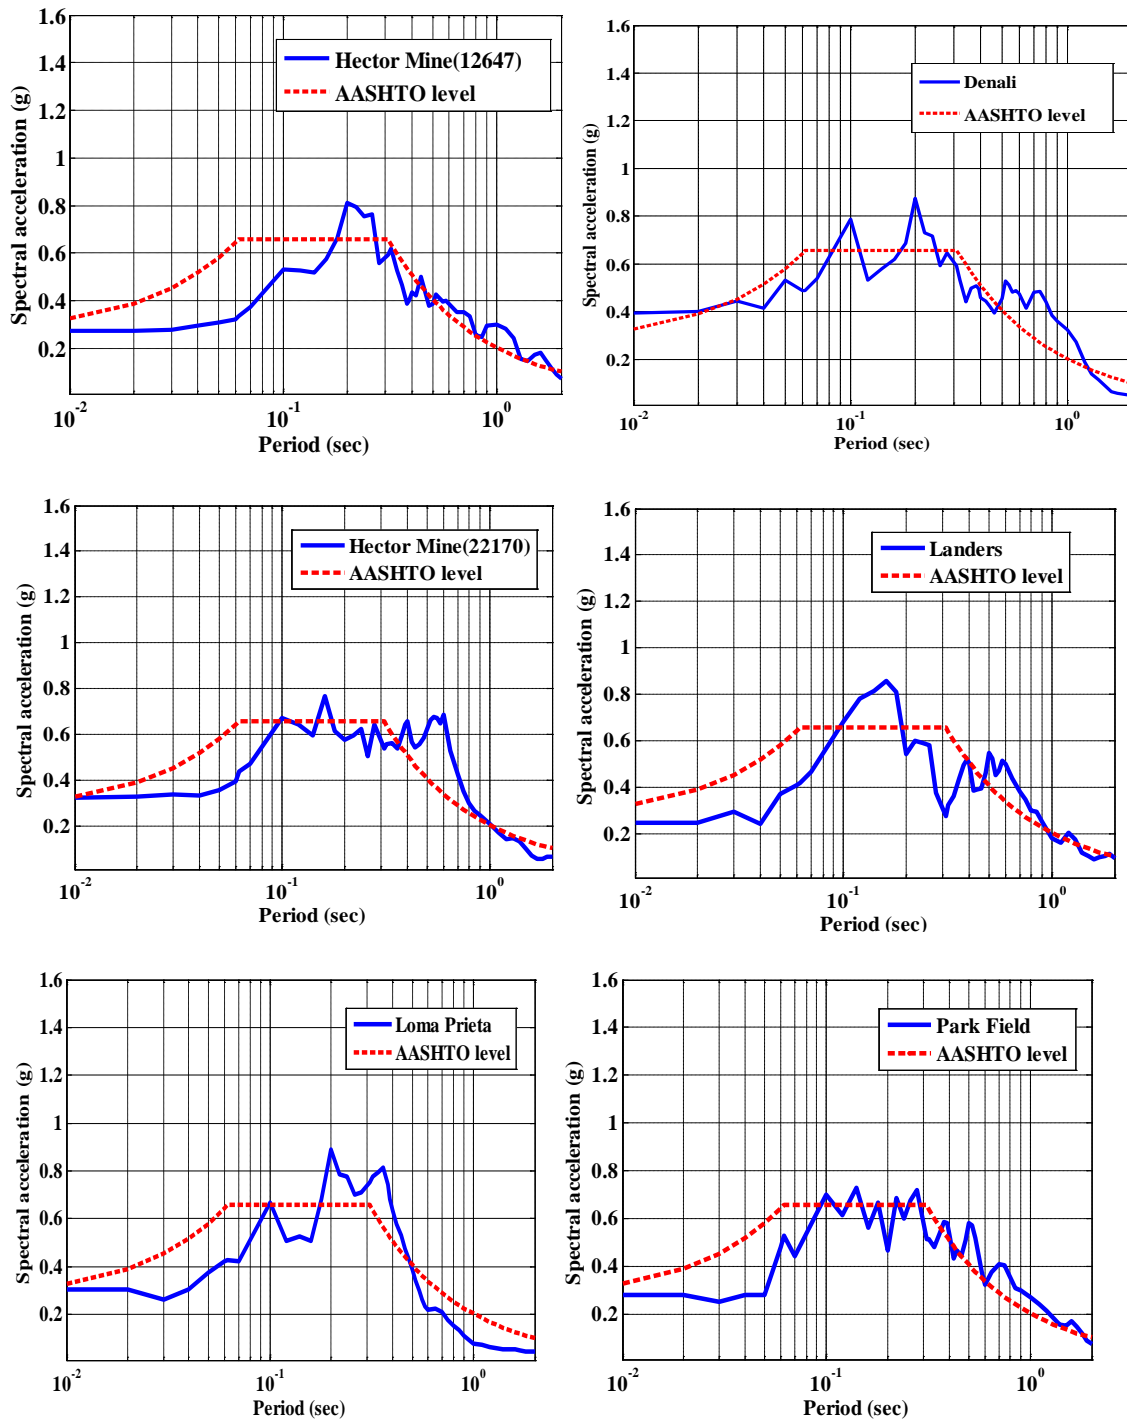 1.6
1.4
1.2
1
0.8
0.6
0.4
0.2
Spectral acceleration (g)
Hector Mine(12647)
AASHTO level
10-2
10-1
100
Period (sec)
1.6
1.4
1.2
1
0.8
0.6
0.4
0.2
Spectral acceleration (g)
Denali
AASHTO level
10-2
10-1
100
Period (sec)
1.6
1.4
1.2
1
0.8
0.6
0.4
0.2
Spectral acceleration (g)
Hector Mine(22170)
AASHTO level
10-2
10-1
100
Period (sec)
1.6
1.4
1.2
1
0.8
0.6
0.4
0.2
Spectral acceleration (g)
Landers
AASHTO level
10-2
10-1
100
Period (sec)
1.6
1.4
1.2
1
0.8
0.6
0.4
0.2
Spectral acceleration (g)
Loma Prieta
AASHTO level
10-2
10-1
100
Period (sec)
1.6
1.4
1.2
1
0.8
0.6
0.4
0.2
Spectral acceleration (g)
Park Field
AASHTO level
10-2
10-1
100
Period (sec)